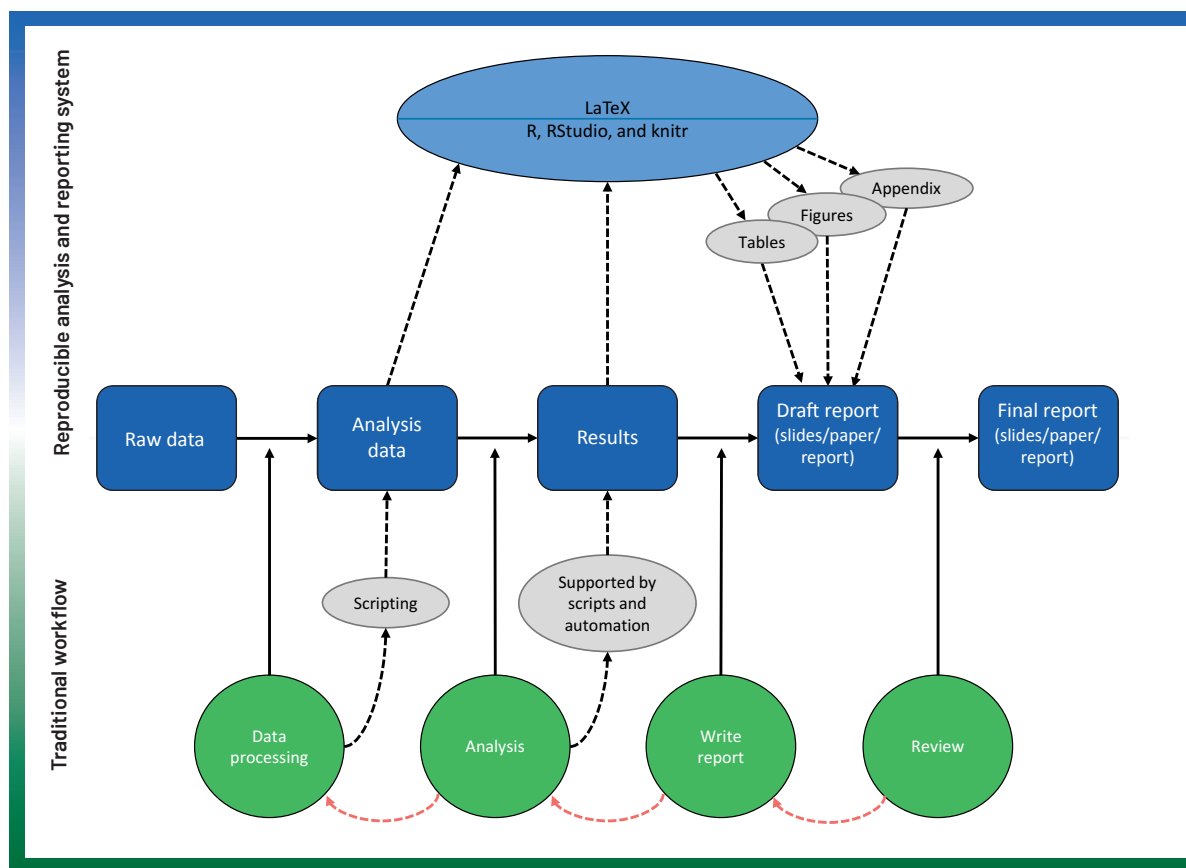 Reproducible analysis and reporting system
LaTeX
R, RStudio, and knitr
Appendix
Figures
Tables
Raw data
Analysis
data
Results
Draft report
(slides/paper/
report)
Final report
(slides/paper/
report)
Traditional workflow
Scripting
Supported by
scripts and
automation
Data
processing
Analysis
Write
report
Review